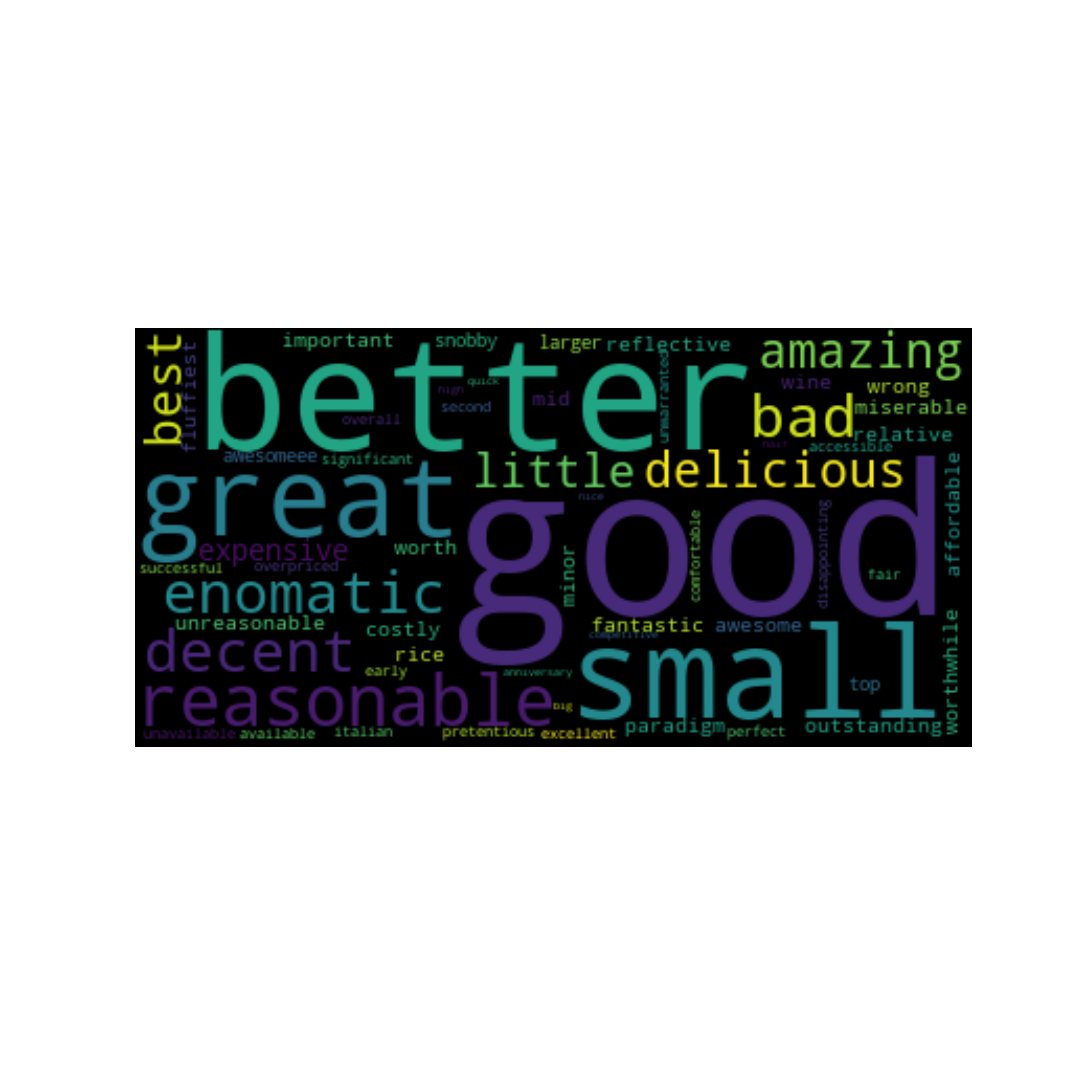 best
fluffiest
better
important
snobby
larger
reflective
amazing
quick
high
mid
second
overall
unwarranted
wine
wrong
bad
miserable
relative
accessible
awesomeee
significant
great
little
delicious
nice
good
expensive
worth
successful
overpriced
enomatic
minor
comfortable
disappointing
fair
affordable
unreasonable
costly
fantastic
awesome
competitive
decent
rice
early
anniversary
small
top
worthwhile
reasonable
big
unavailable
available
italian
pretentious
excellent
paradigm
perfect
outstanding